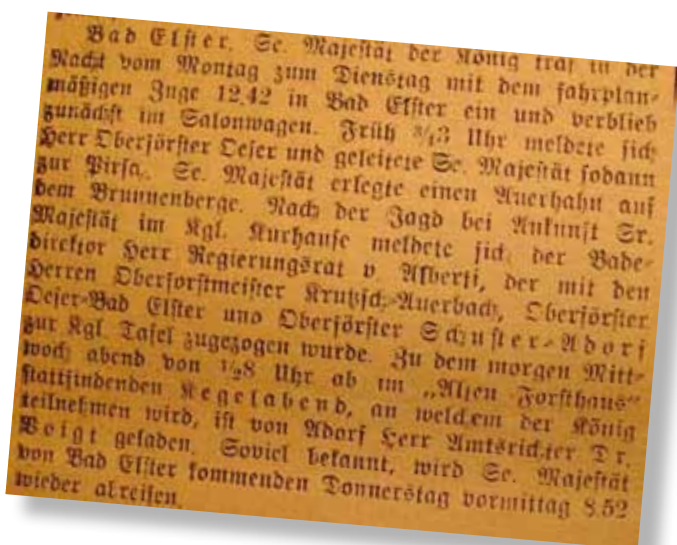 Bad Elster. Se. Majestät der König traf in der
Nacht vom Montag zum Dienstag mit dem fahrplan-
mäßigen Zuge 12.42 in Bad Elster ein und verblieb
zunächst im Salonwagen. Früh ¾3 Uhr meldete sich
Herr Oberförster Oeser und geleitete Se. Majestät sodann
zur Pirsch. Se. Majestät erlegte einen Auerhahn auf
dem Brunnenberge. Nach der Jagd bei Ankunft Sr.
Majestät im Kgl. Kurhause meldete sich der Bade-
direktor Herr Regierungsrat v. Alberti, der mit den
Herren Oberforstmeister Krutzsch-Auerbach, Oberförster
Oeser-Bad Elster und Oberförster Schuster-Adorf
zur Kgl. Tafel zugezogen wurde. Zu dem morgen Mitt-
woch abend von ½8 Uhr ab im „Alten Forsthaus“
stattfindenden Kegelabend, an welchem der König
teilnehmen wird, ist von Adorf Herr Amtsrichter Dr.
Voigt geladen. Soviel bekannt, wird Se. Majestät
von Bad Elster kommenden Donnerstag vormittag 8.52
wieder abreisen.